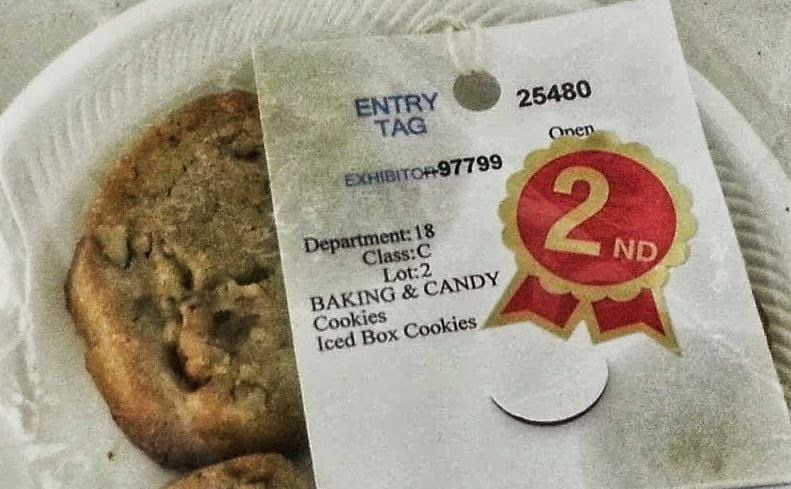 ENTRY
TAG
25480
Open
EXHIBITOR 97799
2 ND
Department: 18
Class: C
Lot: 2
BAKING & CANDY
Cookies
Iced Box Cookies